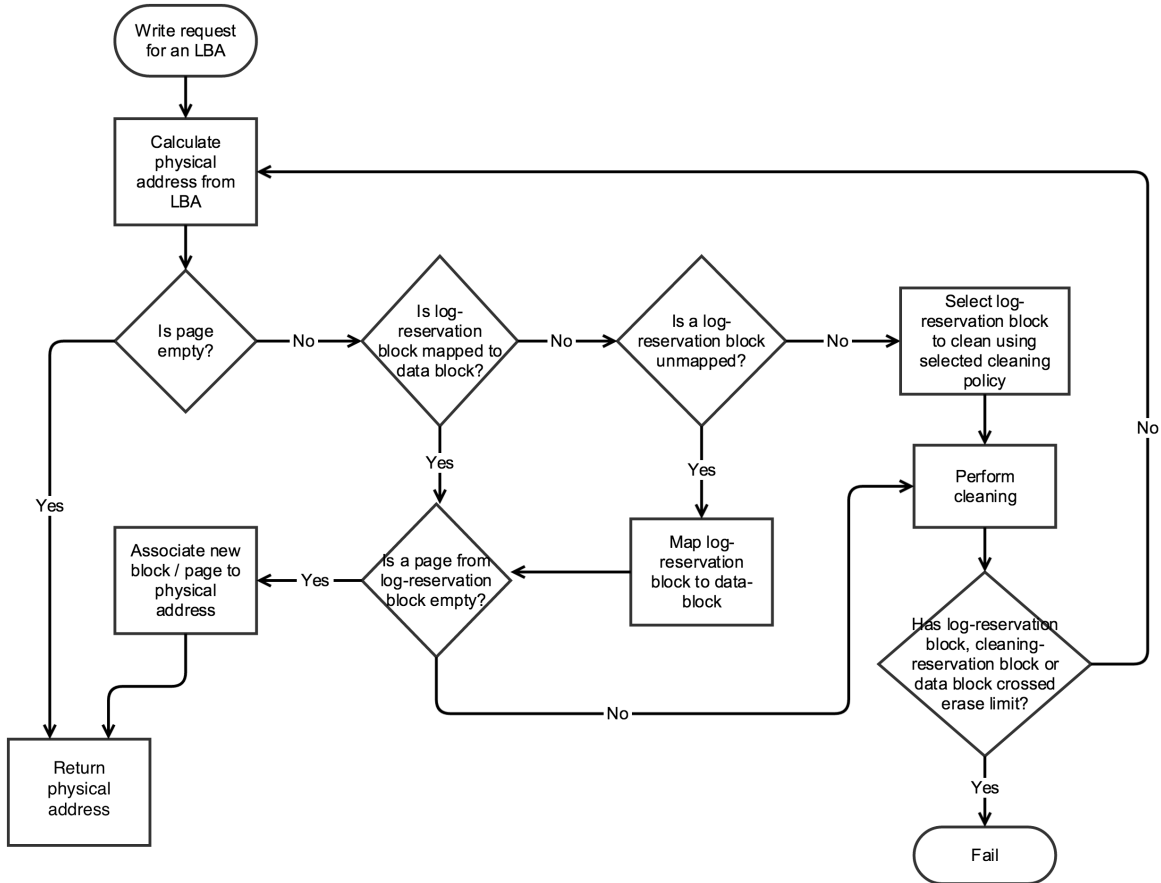 Write request
for an LBA
Calculate
physical
address from
LBA
Is page
empty?
No
Is log-
reservation
block mapped to
data block?
No
Is a log-
reservation block
unmapped?
No
Select log-
reservation block
to clean using
selected cleaning
policy
No
Yes
Yes
Yes
Perform
cleaning
Associate new
block / page to
physical
address
Yes
Is a page from
log-reservation
block empty?
Map log-
reservation
block to data-
block
Has log-reservation
block, cleaning-
reservation block or
data block crossed
erase limit?
No
Return
physical
address
Yes
Fail